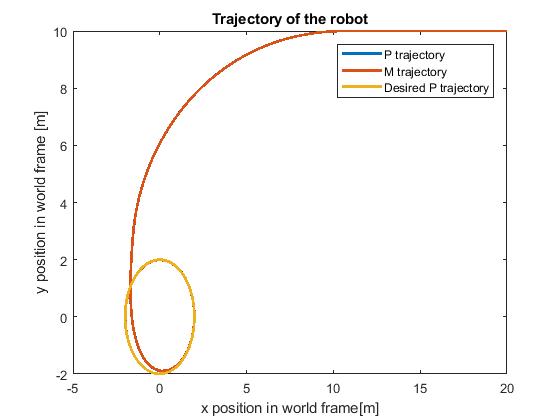 Trajectory of the robot
P trajectory
M trajectory
Desired P trajectory
y position in world frame [m]
10
8
6
4
2
0
-2
-5
0
5
10
15
20
x position in world frame[m]